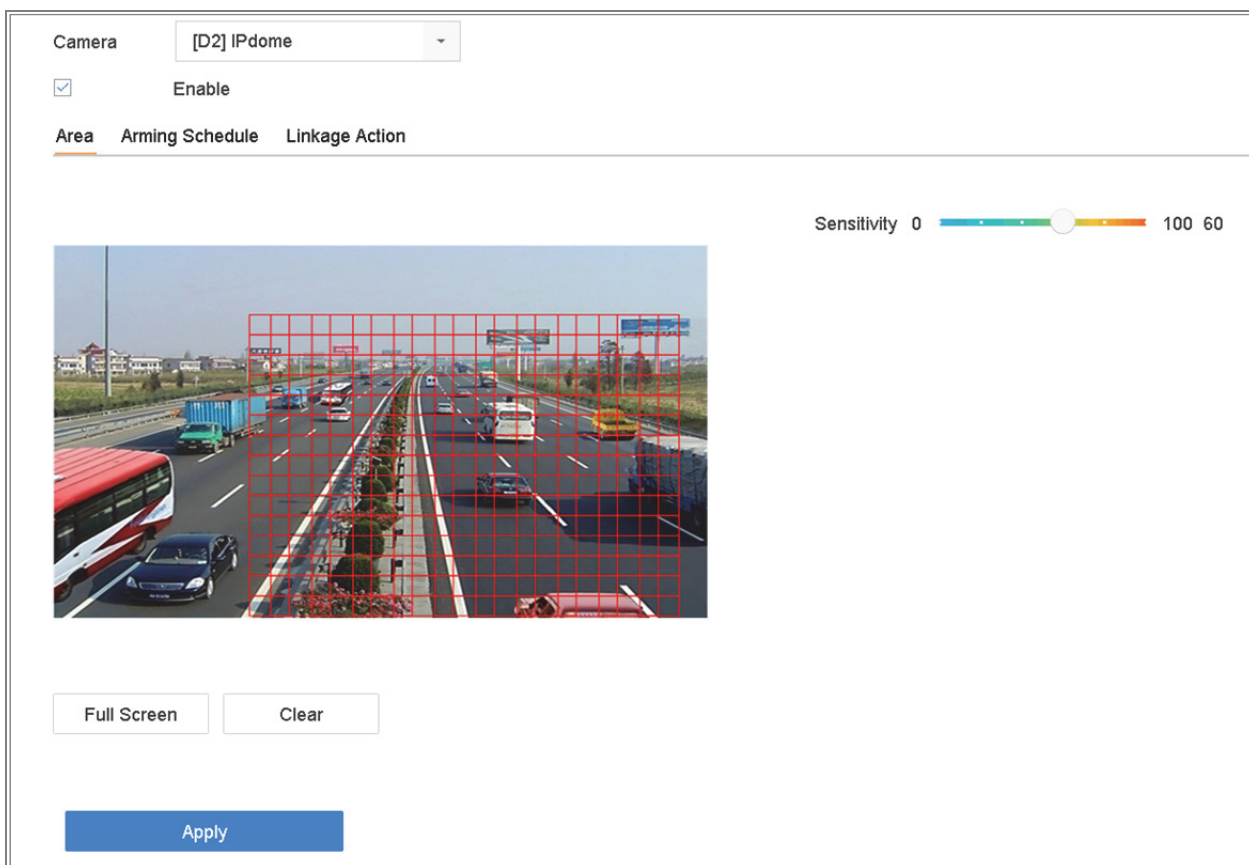 Camera [D2] IPdome
Enable
Area Arming Schedule Linkage Action
Sensitivity 0 100 60
Full Screen Clear
Apply